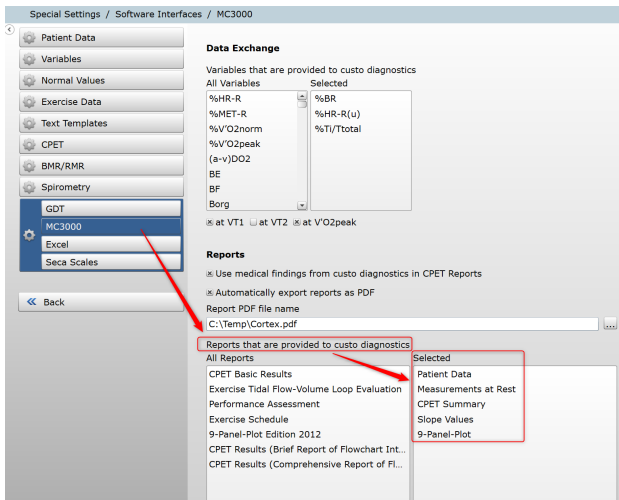 Special Settings / Software Interfaces / MC3000
Patient Data
Variables
Normal Values
Exercise Data
Text Templates
CPET
BMR/RMR
Spirometry
GDT
MC3000
Excel
Seca Scales
Back
Data Exchange
Variables that are provided to custo diagnostics
All Variables
%HR-R
%MET-R
%V'O2norm
%V'O2peak
(a-v)DO2
BE
BF
Borg
Selected
%BR
%HR-R(u)
%Ti/Ttotal
at VT1 at VT2 at V'O2peak
Reports
Use medical findings from custo diagnostics in CPET Reports
Automatically export reports as PDF
Report PDF file name
C:\Temp\Cortex.pdf ...
Reports that are provided to custo diagnostics
All Reports
CPET Basic Results
Exercise Tidal Flow-Volume Loop Evaluation
Performance Assessment
Exercise Schedule
9-Panel-Plot Edition 2012
CPET Results (Brief Report of Flowchart Int...
CPET Results (Comprehensive Report of Fl...
Selected
Patient Data
Measurements at Rest
CPET Summary
Slope Values
9-Panel-Plot